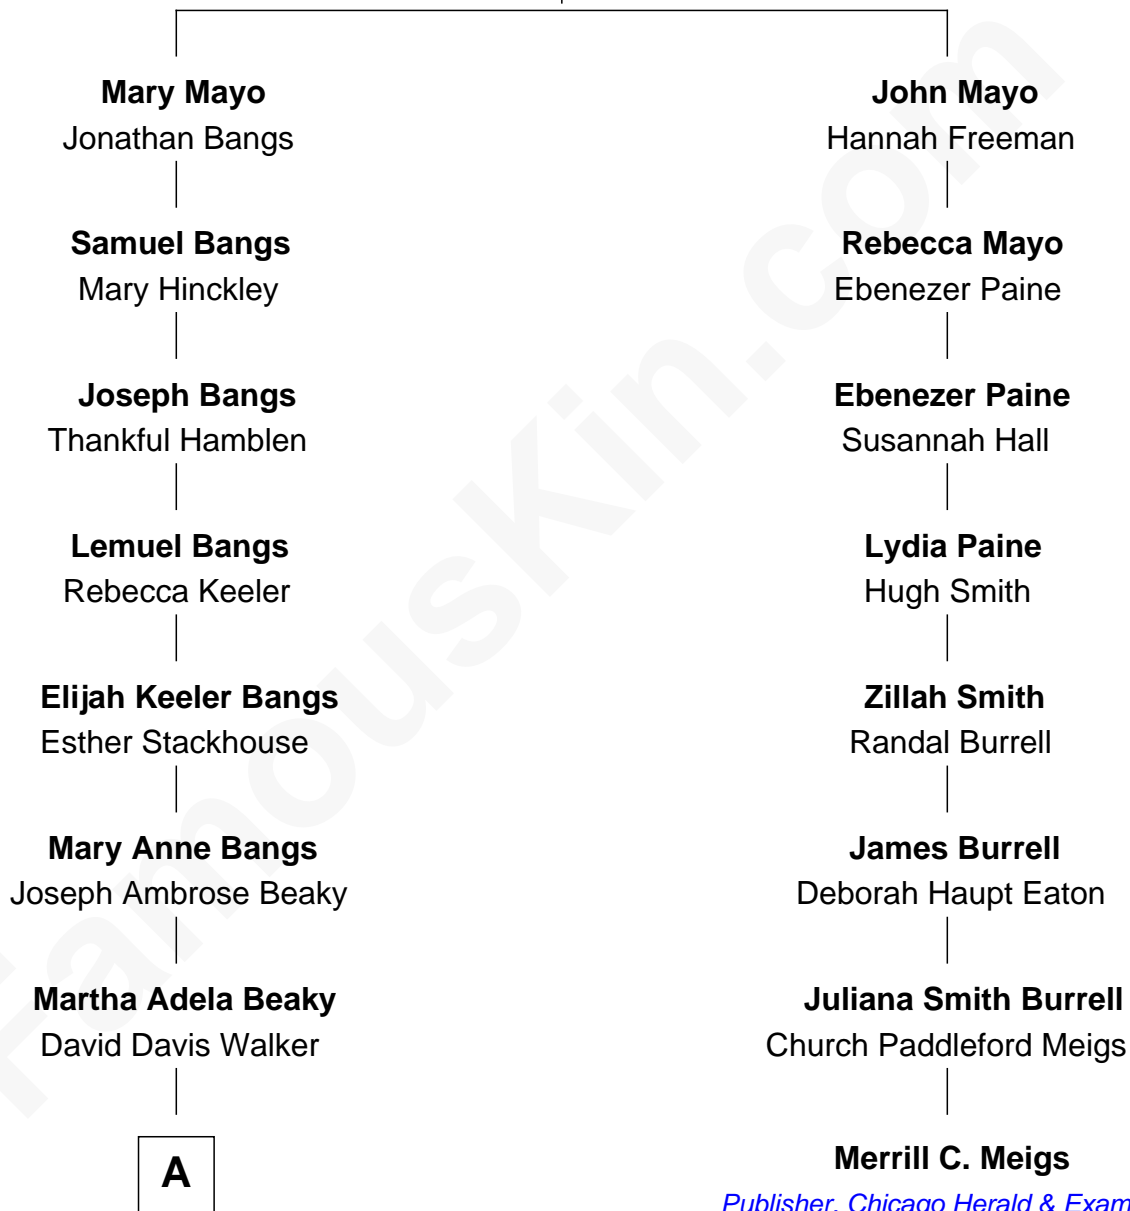 Mary Mayo
Jonathan Bangs
Samuel Bangs
Mary Hinckley
Joseph Bangs
Thankful Hamblen
Lemuel Bangs
Rebecca Keeler
Elijah Keeler Bangs
Esther Stackhouse
Mary Anne Bangs
Joseph Ambrose Beaky
Martha Adela Beaky
David Davis Walker
A
John Mayo
Hannah Freeman
Rebecca Mayo
Ebenezer Paine
Ebenezer Paine
Susannah Hall
Lydia Paine
Hugh Smith
Zillah Smith
Randal Burrell
James Burrell
Deborah Haupt Eaton
Juliana Smith Burrell
Church Paddleford Meigs
Merrill C. Meigs
Publisher, Chicago Herald & Exam
FamousKin.com